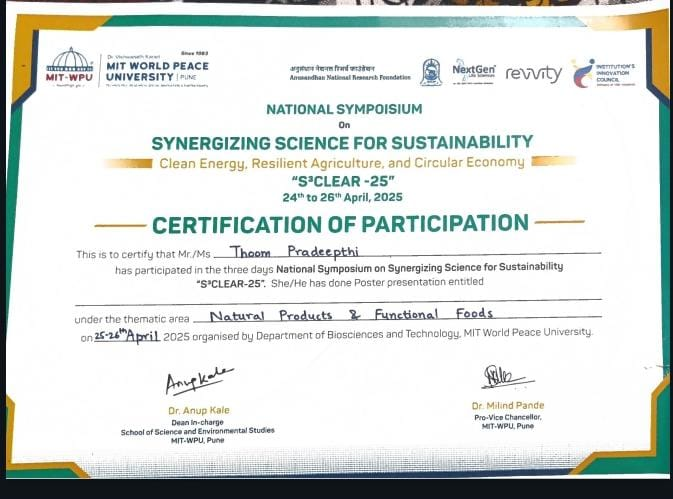 Dr. Vishwanath Karad
Since 1983
MIT WORLD PEACE
UNIVERSITY | PUNE
MIT-WPU
Anusandhan National Research Foundation
NextGen
Life Sciences
revvity
INSTITUTION'S
INNOVATION
COUNCIL
NATIONAL SYMPOISIUM
On
SYNERGIZING SCIENCE FOR SUSTAINABILITY
Clean Energy, Resilient Agriculture, and Circular Economy
“S³CLEAR -25”
24th to 26th April, 2025
CERTIFICATION OF PARTICIPATION
This is to certify that Mr./Ms Thoom Pradeepthi
has participated in the three days National Symposium on Synergizing Science for Sustainability
“S³CLEAR-25”. She/He has done Poster presentation entitled
under the thematic area Natural Products & Functional Foods
on 25-26th April 2025 organised by Department of Biosciences and Technology, MIT World Peace University.
Anup Kale
Dr. Anup Kale
Dean In-charge
School of Science and Environmental Studies
MIT-WPU, Pune
Dr. Milind Pande
Pro-Vice Chancellor,
MIT-WPU, Pune